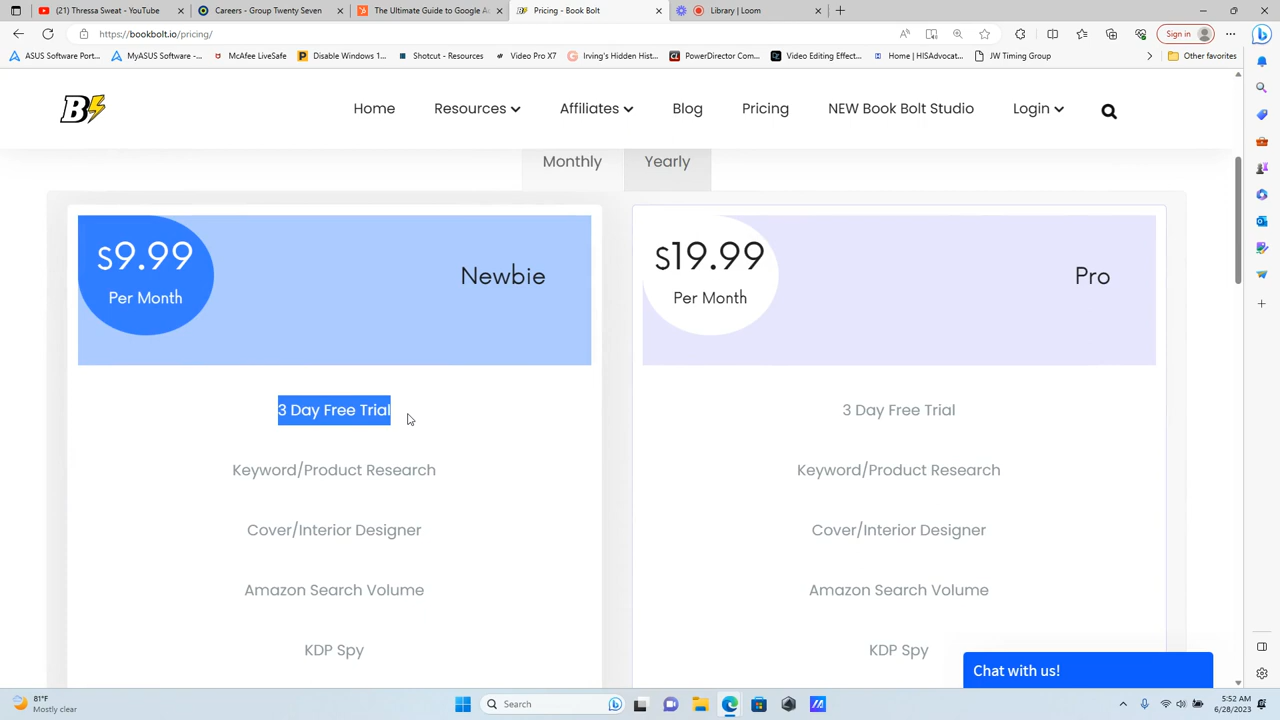 (21) Thressa Sweat - YouTube
Careers - Group Twenty Seven
The Ultimate Guide to Google Ac
Pricing - Book Bolt
Library | Loom
https://bookbolt.io/pricing/
Sign in
ASUS Software Port...
MyASUS Software -...
McAfee LiveSafe
Disable Windows 1...
Shotcut - Resources
Video Pro X7
Irving's Hidden Hist...
PowerDirector Com...
Video Editing Effect...
Home | HISAdvocat...
JW Timing Group
Other favorites
B
Home
Resources
Affiliates
Blog
Pricing
NEW Book Bolt Studio
Login
Monthly
Yearly
$9.99
Per Month
Newbie
$19.99
Per Month
Pro
3 Day Free Trial
3 Day Free Trial
Keyword/Product Research
Keyword/Product Research
Cover/Interior Designer
Cover/Interior Designer
Amazon Search Volume
Amazon Search Volume
KDP Spy
KDP Spy
Chat with us!
81°F
Mostly clear
Search
5:52 AM
6/28/2023